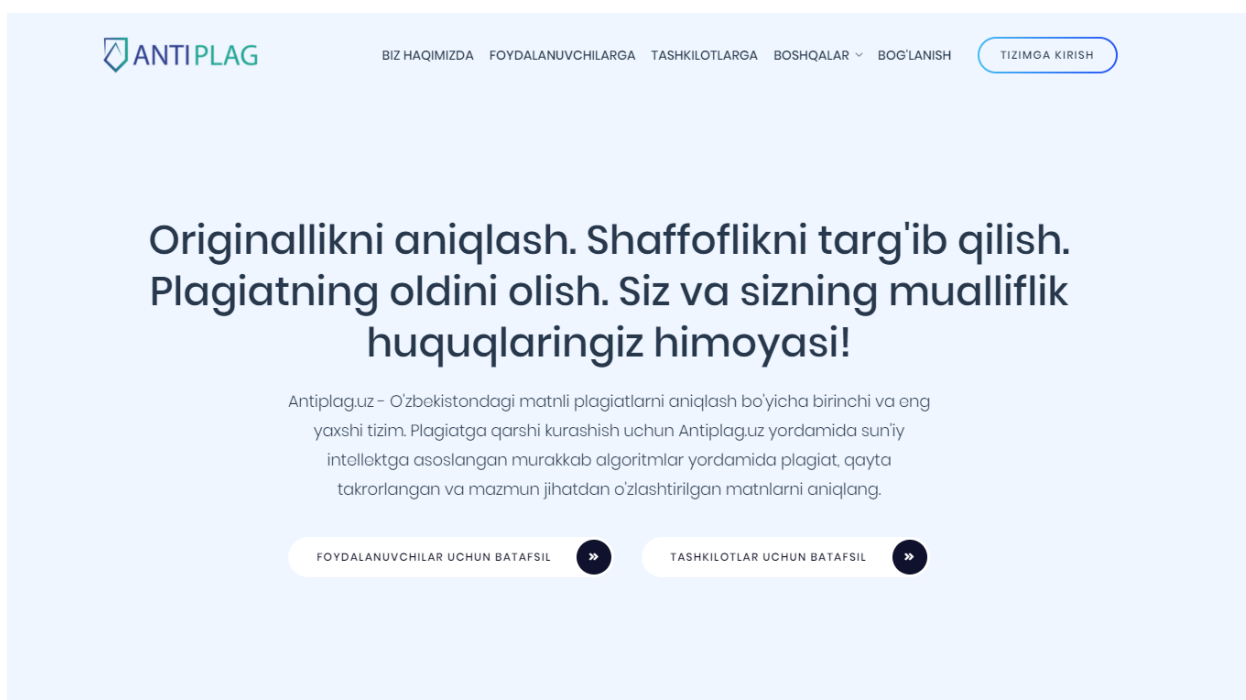 ANTIPLAG
BIZ HAQIMIZDA FOYDALANUVCHILARGA TASHKILOTLARGA BOSHQALAR BOG'LANISH TIZIMGA KIRISH
Originallikni aniqlash. Shaffoflikni targ'ib qilish.
Plagiatning oldini olish. Siz va sizning mualliflik
huquqlaringiz himoyasi!
Antiplag.uz - O'zbekistondagi matnli plagiatlarni aniqlash bo'yicha birinchi va eng
yaxshi tizim. Plagiatga qarshi kurashish uchun Antiplag.uz yordamida sun'iy
intellektga asoslangan murakkab algoritmlar yordamida plagiat, qayta
takrorlangan va mazmun jihatdan o'zlashtirilgan matnlarni aniqlang.
FOYDALANUVCHILAR UCHUN BATAFSIL
TASHKILOTLAR UCHUN BATAFSIL